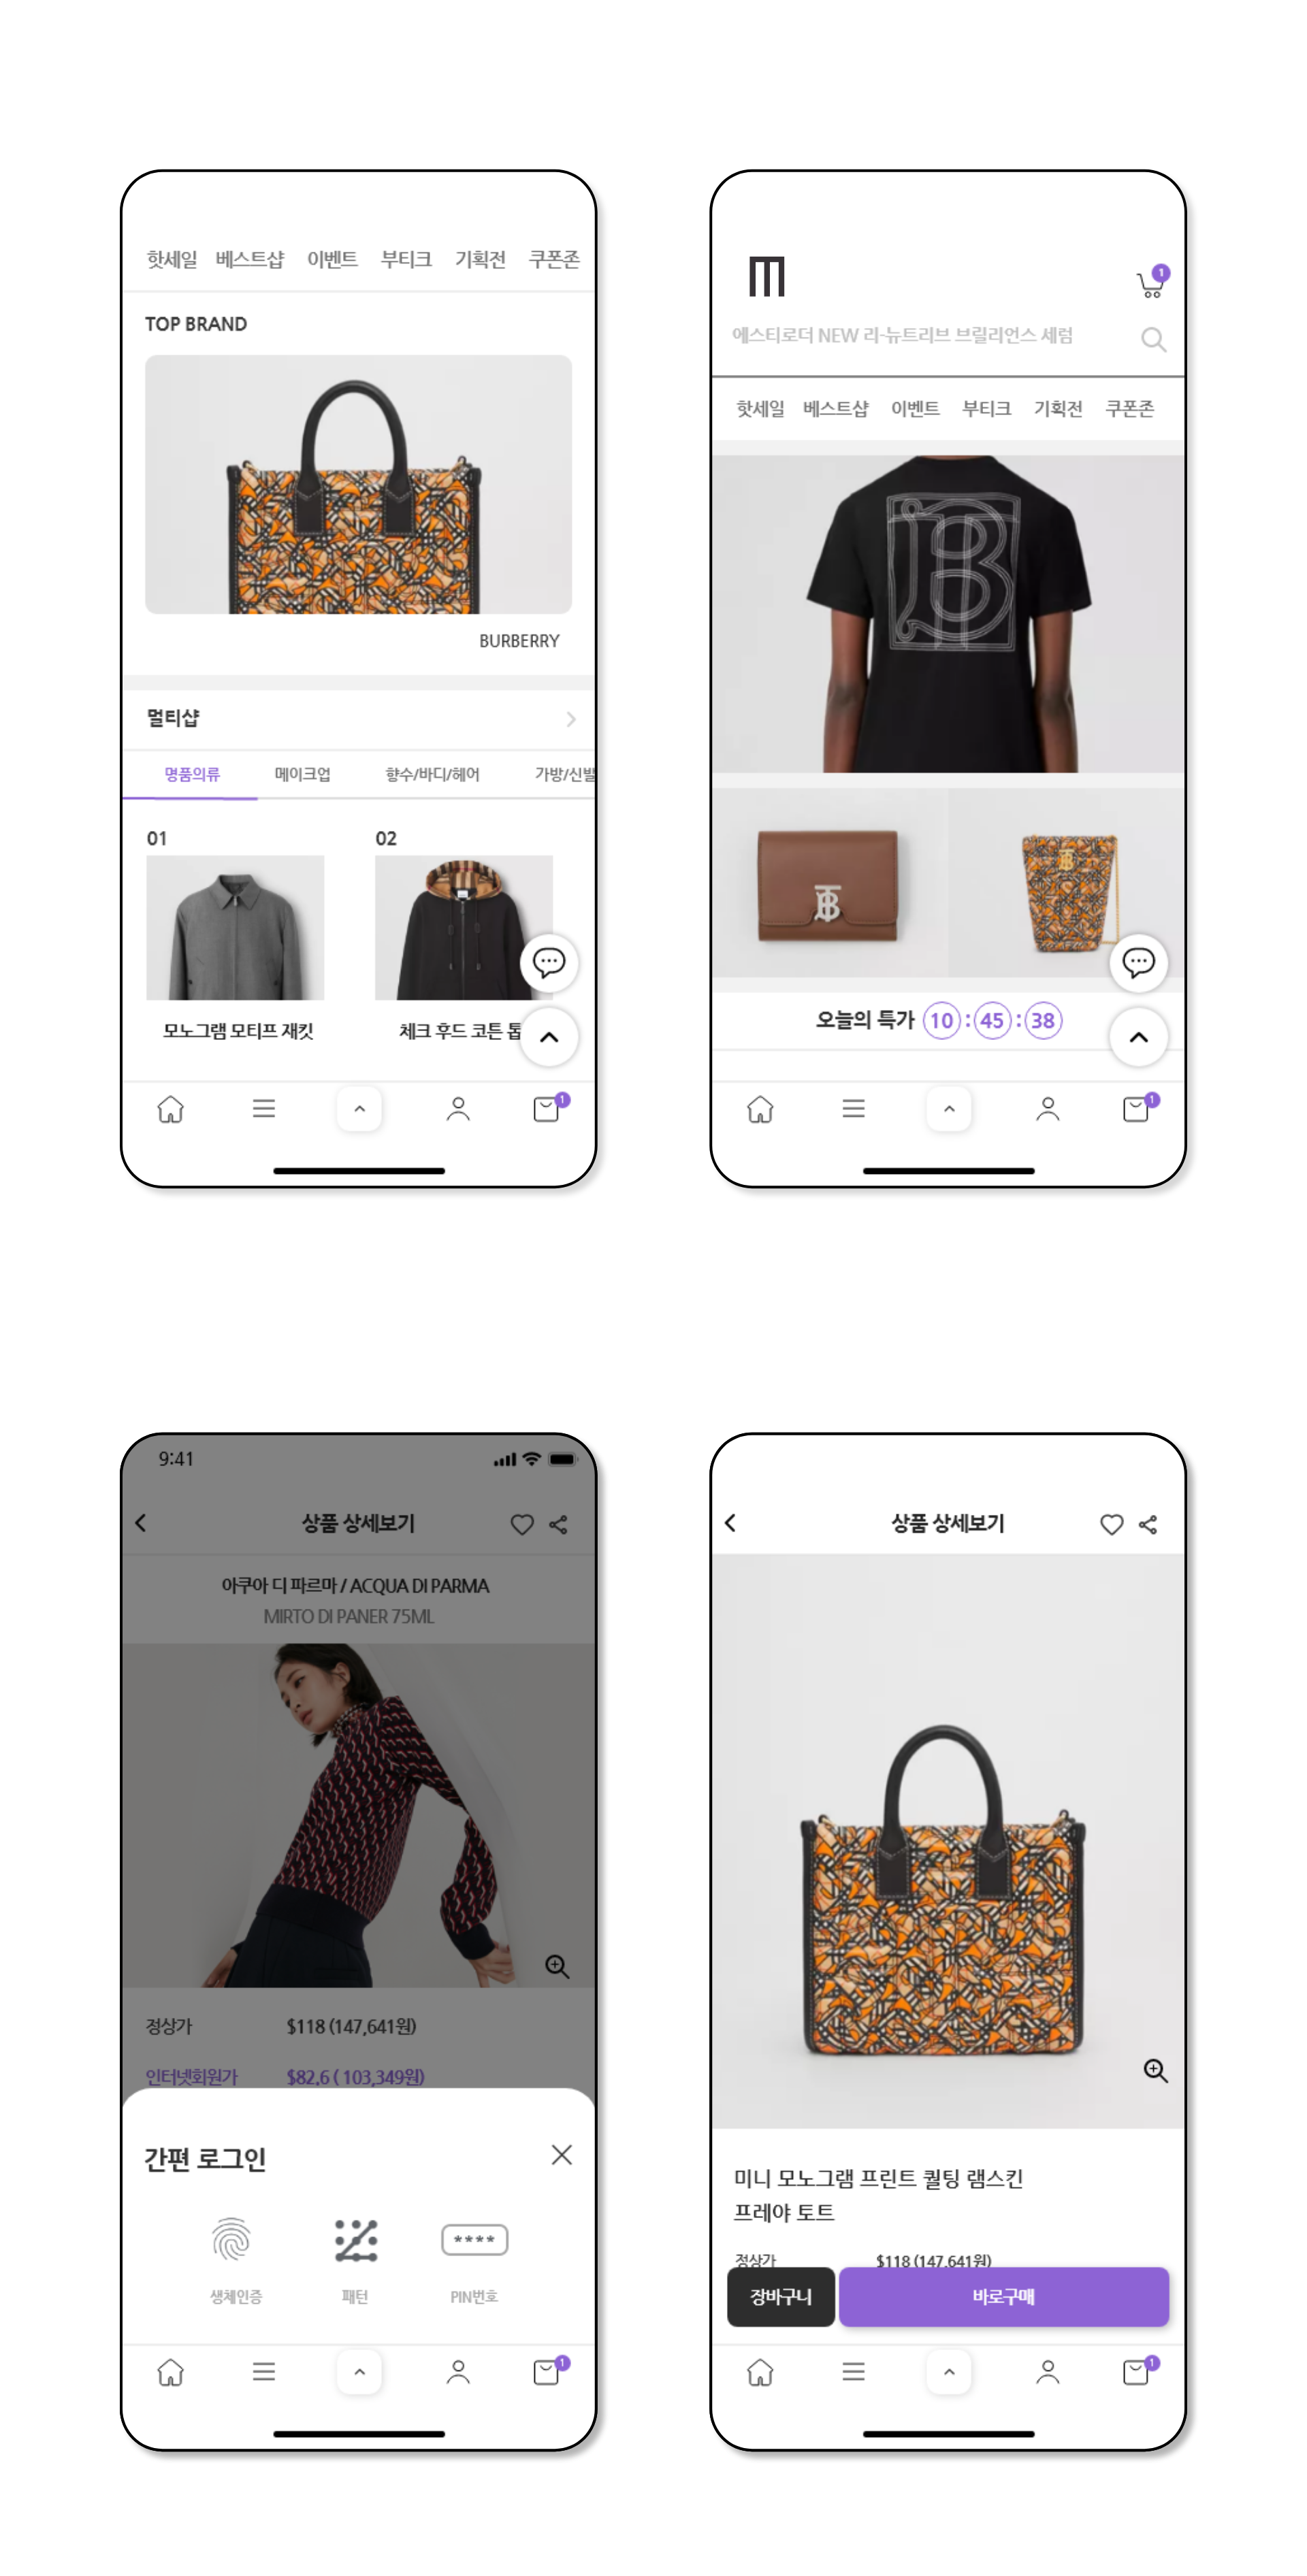 핫세일 베스트샵 이벤트 부티크 기획전 쿠폰존
TOP BRAND
BURBERRY
멀티샵
명품의류 메이크업 향수/바디/헤어 가방/신발
01 02
모노그램 모티프 재킷 체크 후드 코튼 톱
1
m
1
에스티로더 NEW 리-뉴트리브 브릴리언스 세럼
핫세일 베스트샵 이벤트 부티크 기획전 쿠폰존
오늘의 특가 10 : 45 : 38
1
9:41
상품 상세보기
아쿠아 디 파르마 / ACQUA DI PARMA
MIRTO DI PANER 75ML
정상가 $118 (147,641원)
인터넷회원가 $82.6 ( 103,349원)
간편 로그인
****
생체인증 패턴 PIN번호
1
상품 상세보기
미니 모노그램 프린트 퀼팅 램스킨
프레야 토트
정상가 $118 (147,641원)
장바구니 바로구매
1